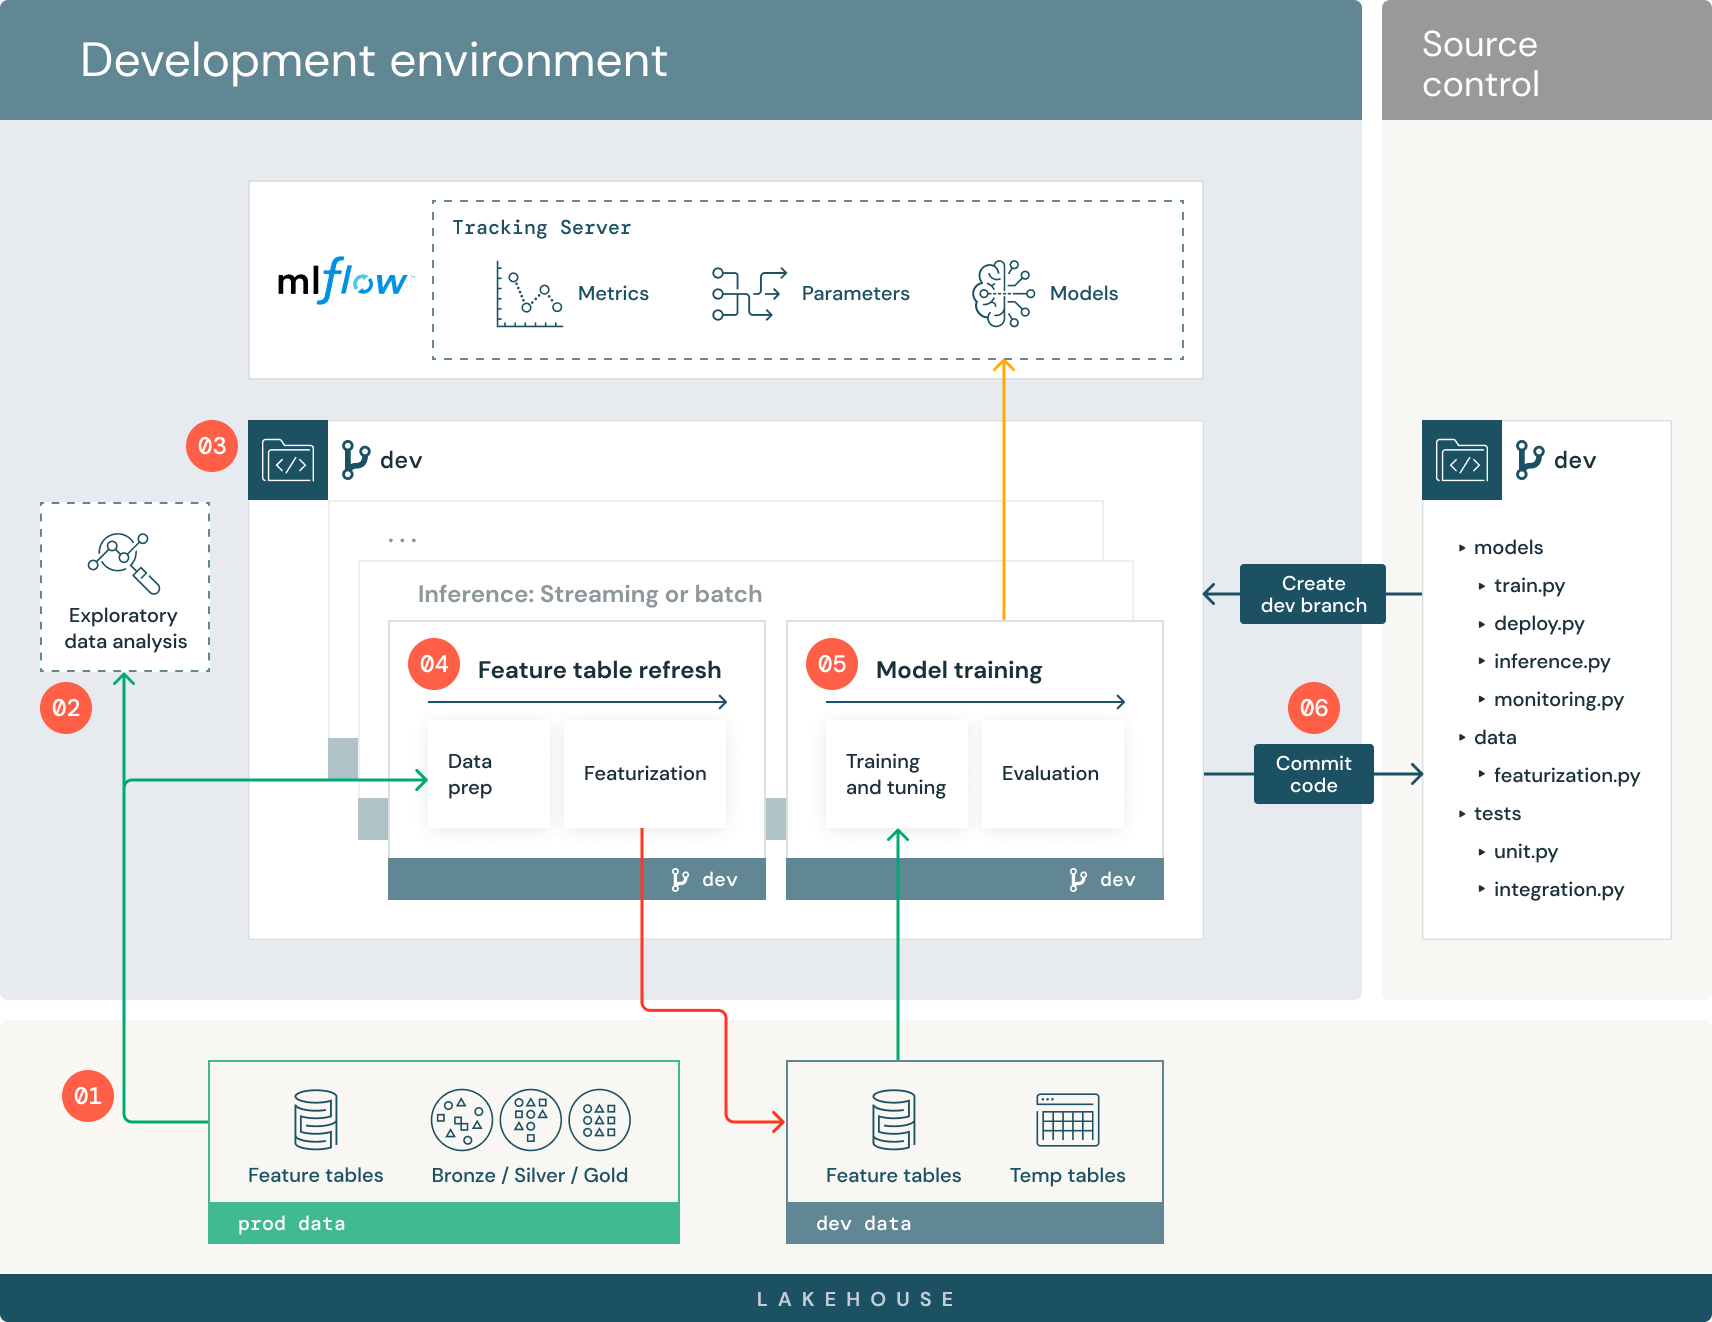 Development environment
Source
control
Tracking Server
mlflow
Metrics
Parameters
Models
03
dev
dev
...
Inference: Streaming or batch
Exploratory
data analysis
02
04
Feature table refresh
Data
prep
Featurization
dev
05
Model training
Training
and tuning
Evaluation
dev
Create
dev branch
06
Commit
code
models
train.py
deploy.py
inference.py
monitoring.py
data
featurization.py
tests
unit.py
integration.py
01
Feature tables
Bronze / Silver / Gold
prod data
Feature tables
Temp tables
dev data
LAKEHOUSE